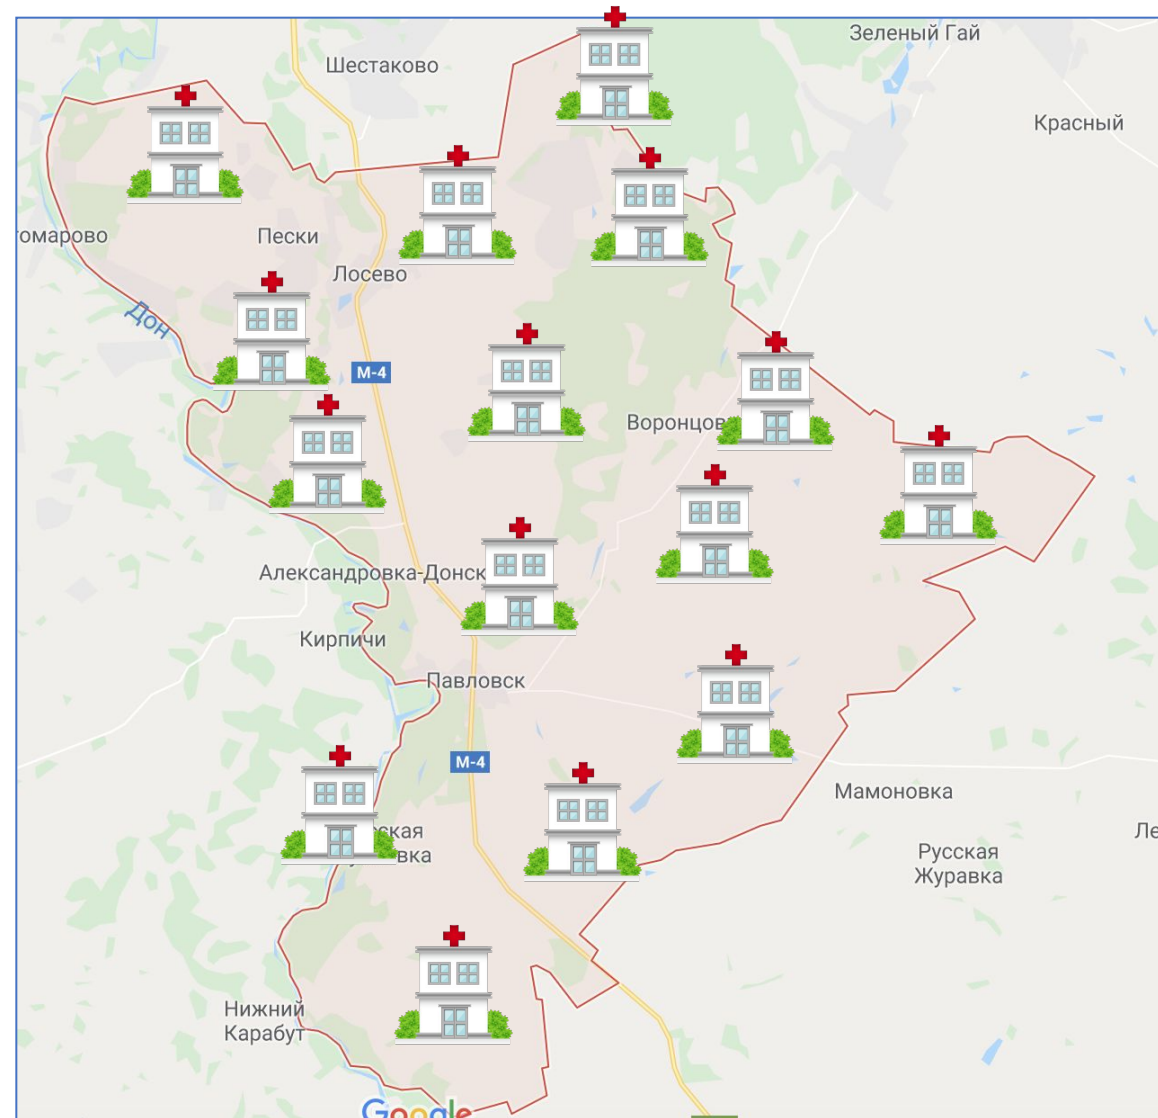 Зеленый Гай
Шестаково
Красный
омарово
Пески
Лосево
Дон
М-4
Воронцов
Александровка-Донск
Кирпичи
Павловск
М-4
Мамоновка
ская
вка
Ле
Русская
Журавка
Нижний
Карабут
Google